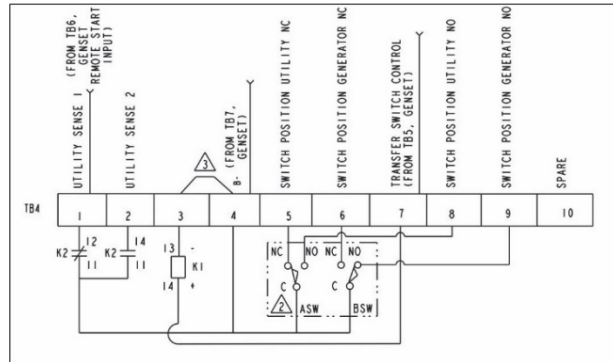 UTILITY SENSE 1
(FROM TB6,
GENSET
REMOTE START
INPUT)
UTILITY SENSE 2
3
B- (FROM TB7,
GENSET)
SWITCH POSITION UTILITY NC
SWITCH POSITION GENERATOR NC
TRANSFER SWITCH CONTROL
(FROM TB5, GENSET)
SWITCH POSITION UTILITY NO
SWITCH POSITION GENERATOR NO
SPARE
TB4 1 2 3 4 5 6 7 8 9 10
K2 12 11
K2 14 11
13 -
K1
14 +
NC NO NC NO
C C
2 ASW BSW